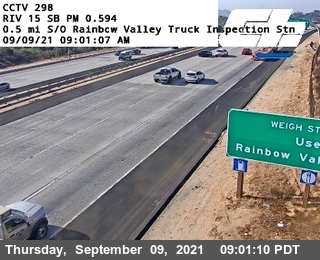 CCTV 298
RIV 15 SB PM 0.594
0.5 mi S/O Rainbow Valley Truck Inspection Stn
09/09/21 09:01:07 AM
WEIGH ST
Use
Rainbow Val
Thursday, September 09, 2021 09:01:10 PDT